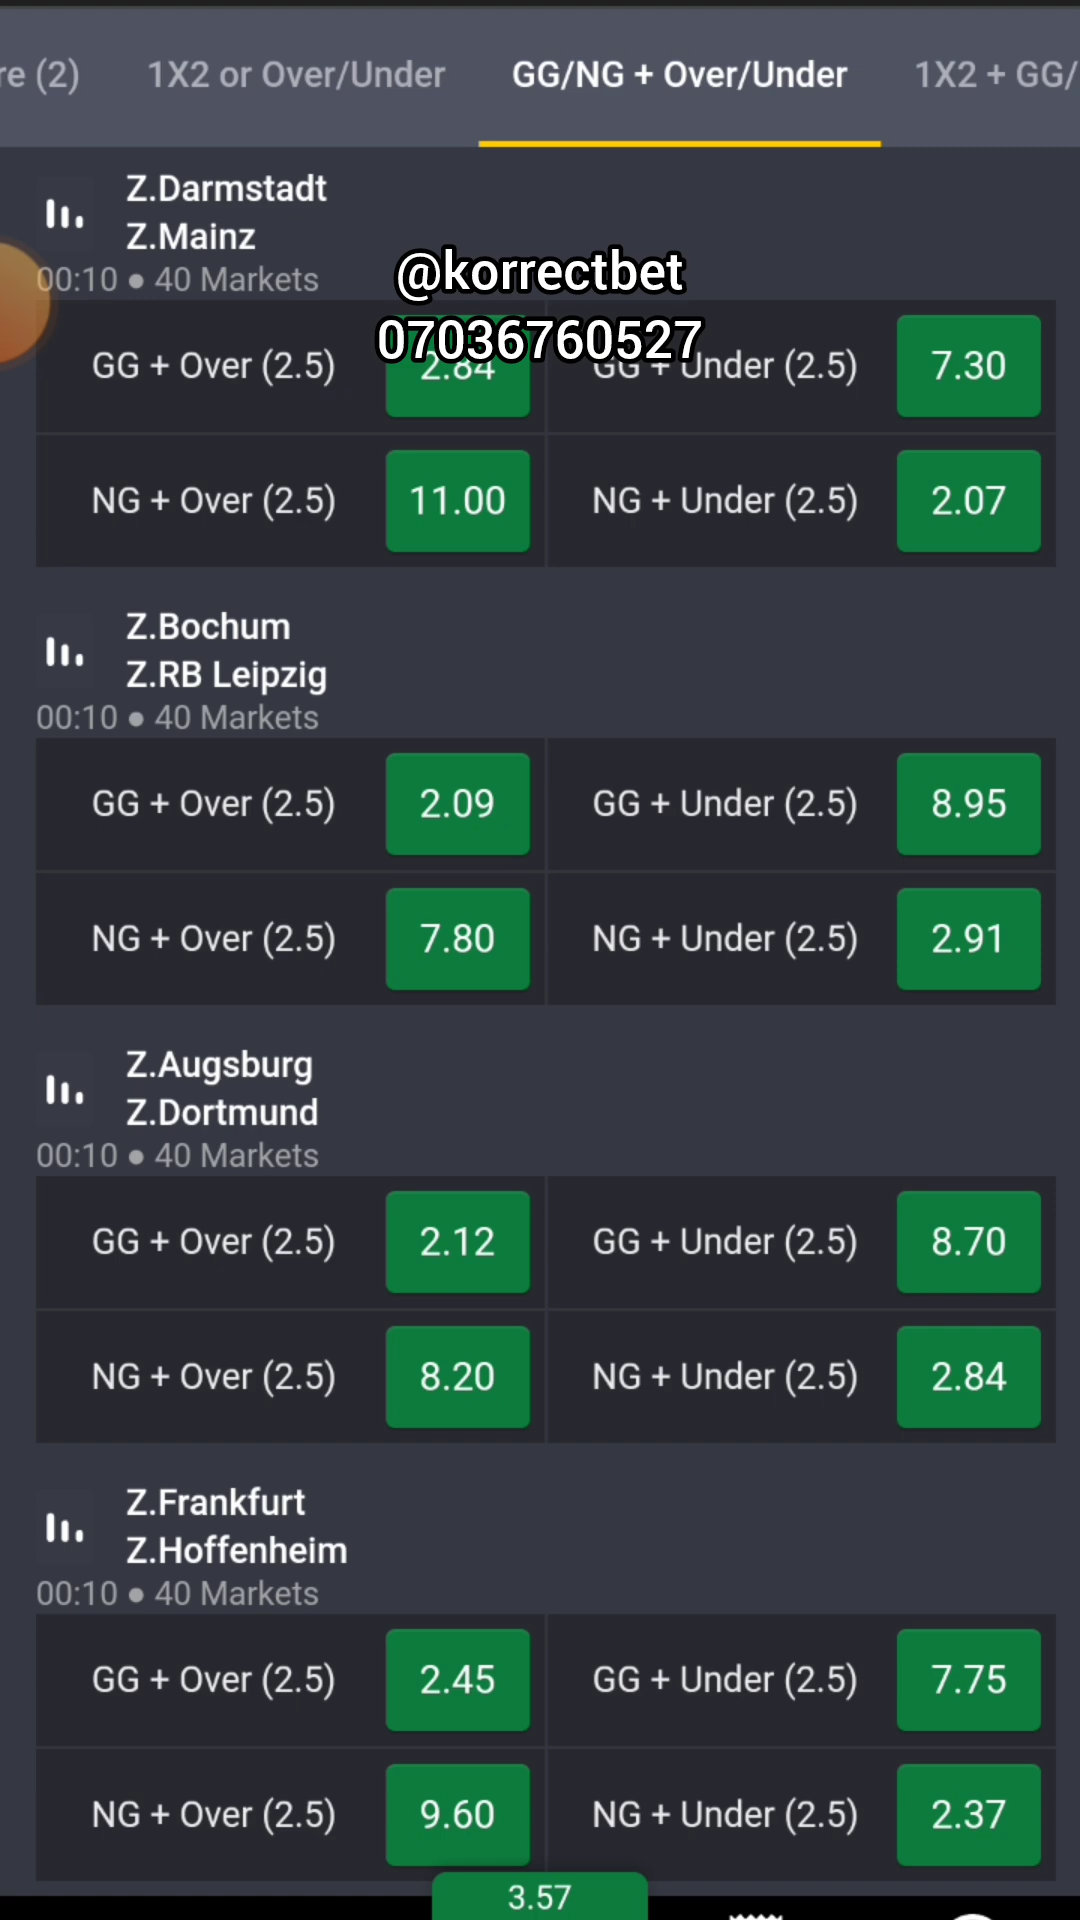 re (2) 1X2 or Over/Under GG/NG + Over/Under 1X2 + GG/
Z.Darmstadt
Z.Mainz
00:10 ● 40 Markets
@korrectbet
07036760527
GG + Over (2.5) 2.84 GG + Under (2.5) 7.30
NG + Over (2.5) 11.00 NG + Under (2.5) 2.07
Z.Bochum
Z.RB Leipzig
00:10 ● 40 Markets
GG + Over (2.5) 2.09 GG + Under (2.5) 8.95
NG + Over (2.5) 7.80 NG + Under (2.5) 2.91
Z.Augsburg
Z.Dortmund
00:10 ● 40 Markets
GG + Over (2.5) 2.12 GG + Under (2.5) 8.70
NG + Over (2.5) 8.20 NG + Under (2.5) 2.84
Z.Frankfurt
Z.Hoffenheim
00:10 ● 40 Markets
GG + Over (2.5) 2.45 GG + Under (2.5) 7.75
NG + Over (2.5) 9.60 NG + Under (2.5) 2.37
3.57